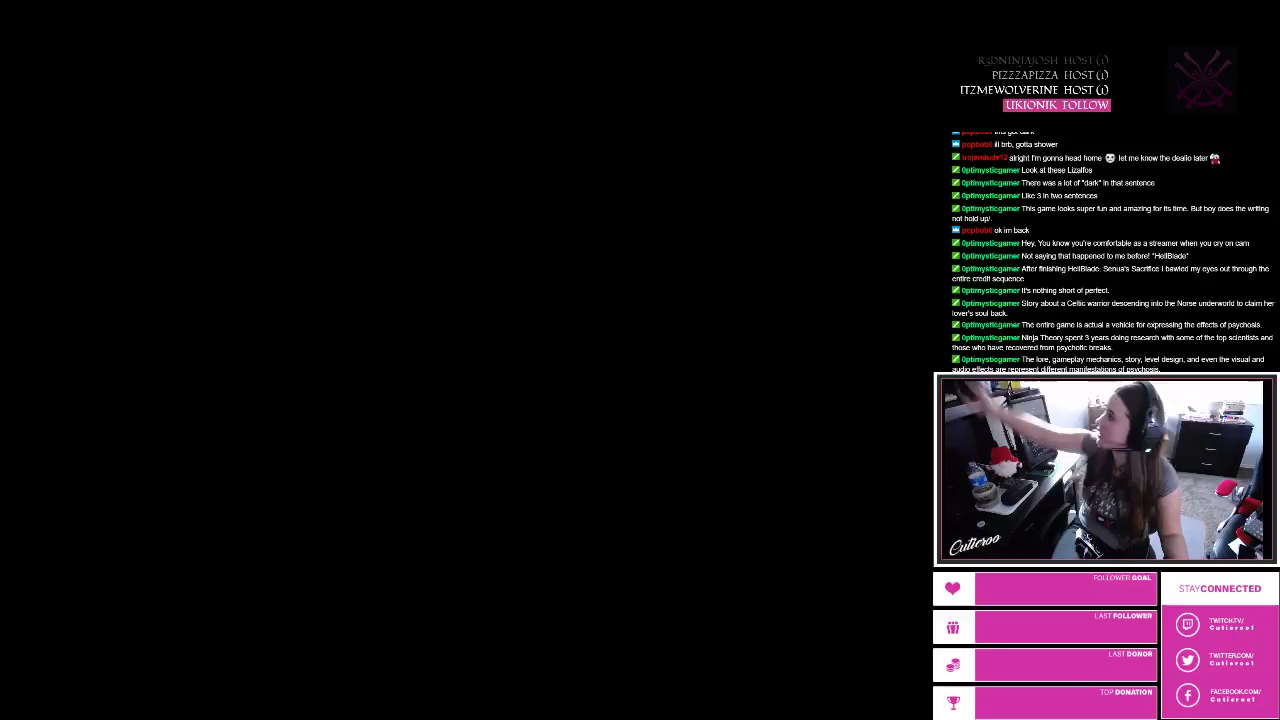 R3DNINJAJOSH HOST (1)
PIZZZAPIZZA HOST (1)
ITZMEWOLVERINE HOST (1)
UKIONIK FOLLOW
popbob6 ill brb, gotta shower
trojandude12 alright I'm gonna head home let me know the dealio later
0ptimysticgamer Look at these Lizalfos
0ptimysticgamer There was a lot of "dark" in that sentence
0ptimysticgamer Like 3 in two sentences
0ptimysticgamer This game looks super fun and amazing for its time. But boy does the writing
not hold up/.
popbob6 ok im back
0ptimysticgamer Hey. You know you're comfortable as a streamer when you cry on cam
0ptimysticgamer Not saying that happened to me before! *HellBlade*
0ptimysticgamer After finishing HellBlade: Senua's Sacrifice I bawled my eyes out through the
entire credit sequence
0ptimysticgamer It's nothing short of perfect.
0ptimysticgamer Story about a Celtic warrior descending into the Norse underworld to claim her
lover's soul back.
0ptimysticgamer The entire game is actual a vehicle for expressing the effects of psychosis.
0ptimysticgamer Ninja Theory spent 3 years doing research with some of the top scientists and
those who have recovered from psychotic breaks.
0ptimysticgamer The lore, gameplay mechanics, story, level design, and even the visual and
audio effects are represent different manifestations of psychosis.
Cutieroo
FOLLOWER GOAL
LAST FOLLOWER
LAST DONOR
TOP DONATION
STAYCONNECTED
TWITCH.TV/
Cutieroo1
TWITTER.COM/
Cutieroo1
FACEBOOK.COM/
Cutieroo1